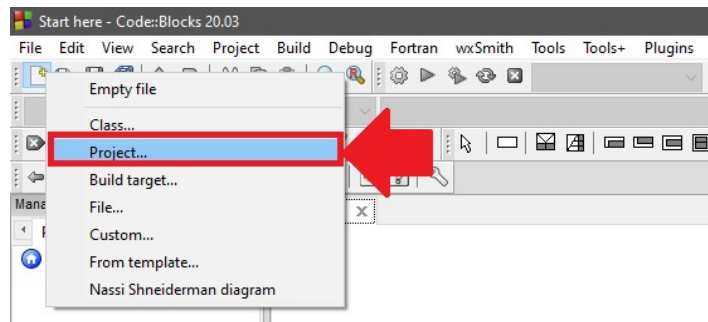 Start here - Code::Blocks 20.03
File Edit View Search Project Build Debug Fortran wxSmith Tools Tools+ Plugins
Empty file
Class...
Project...
Build target...
Mana
File...
Custom...
From template...
Nassi Shneiderman diagram